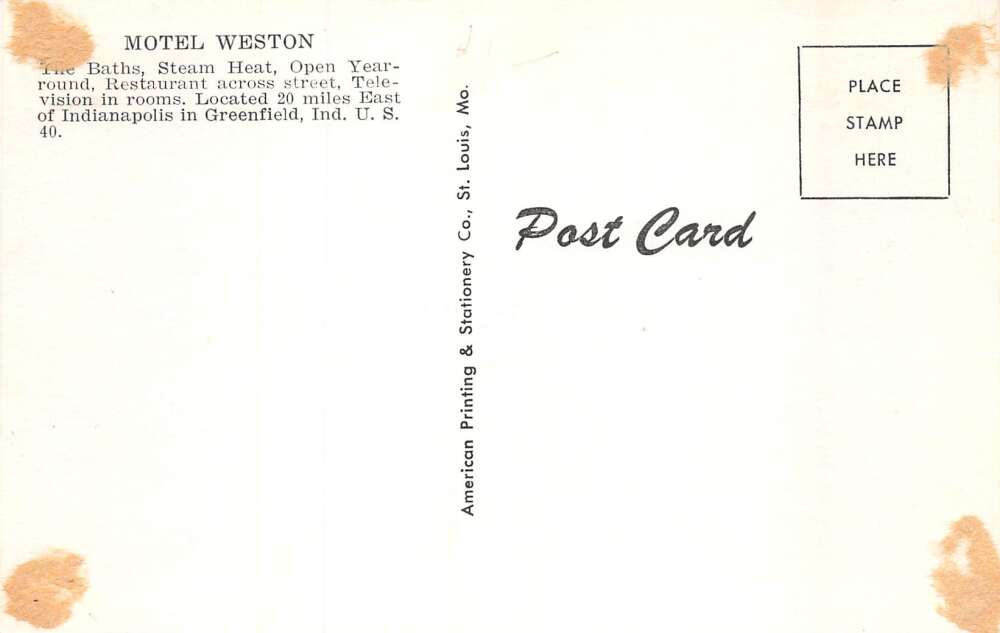 MOTEL WESTON
Baths, Steam Heat, Open Year-
round, Restaurant across street, Tele-
vision in rooms. Located 20 miles East
of Indianapolis in Greenfield, Ind. U. S.
40.
American Printing & Stationery Co., St. Louis, Mo.
Post Card
PLACE
STAMP
HERE